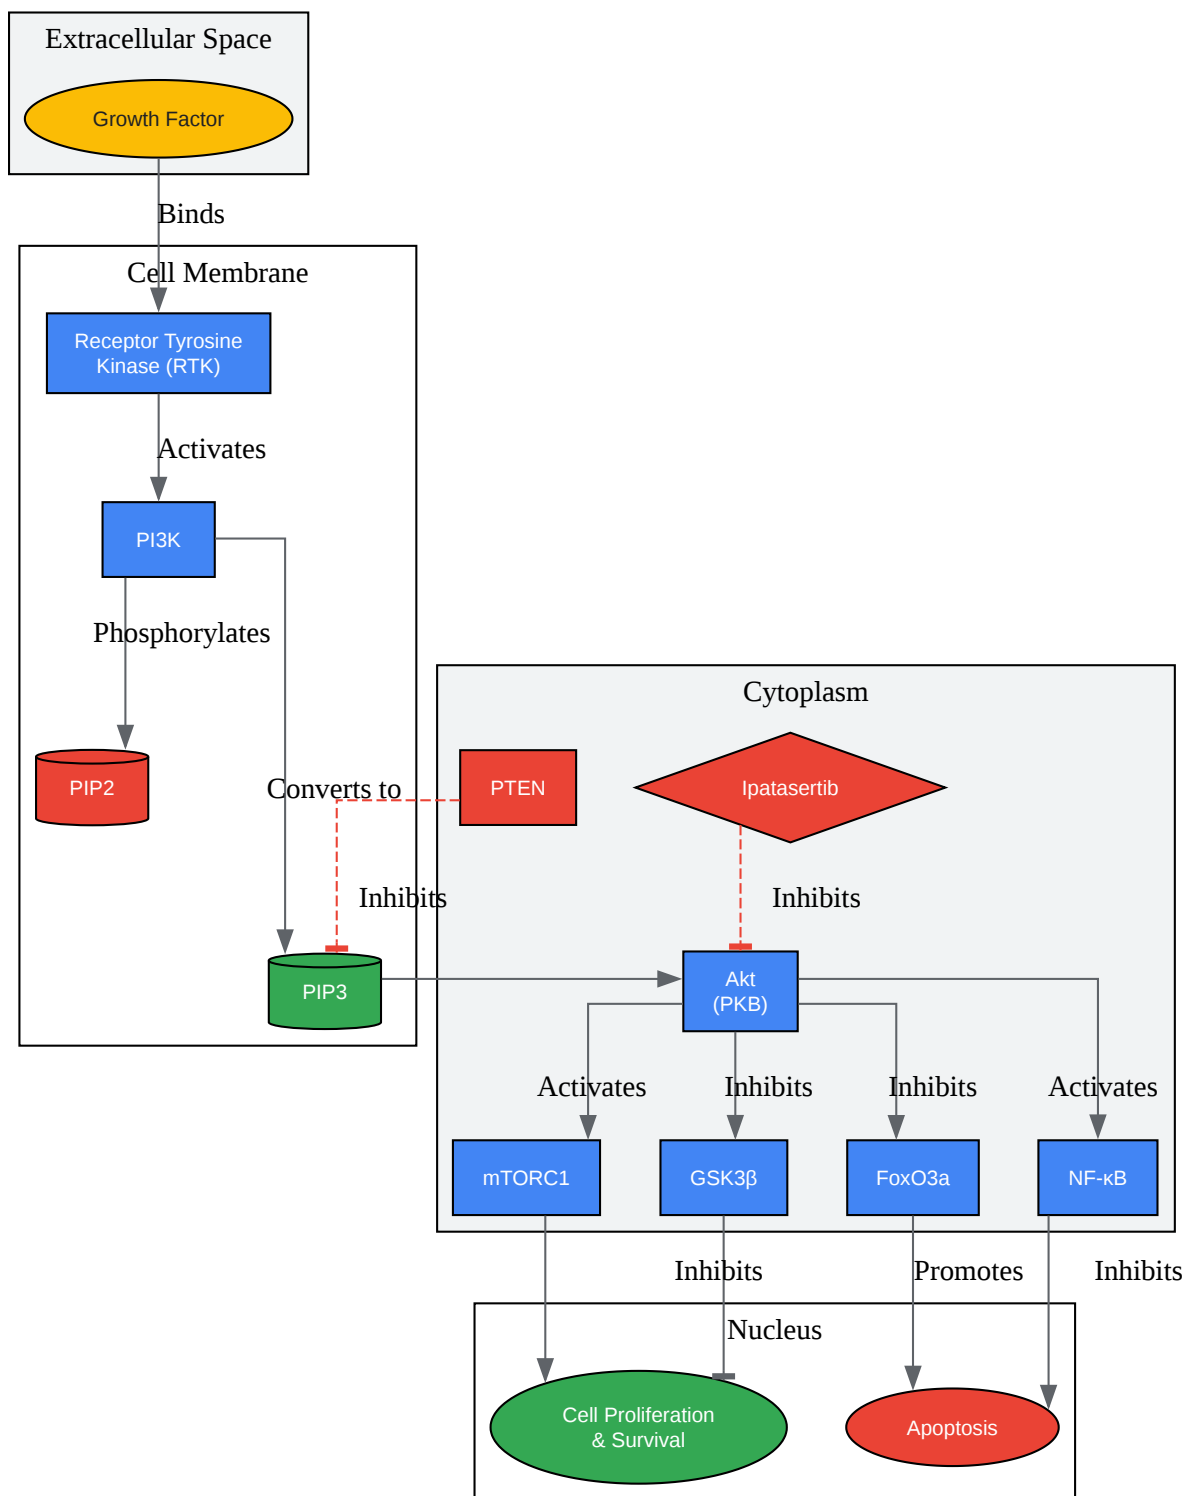 Extracellular Space
Growth Factor
Binds
Cell Membrane
Receptor Tyrosine
Kinase (RTK)
Activates
PI3K
Phosphorylates
Cytoplasm
PIP2
Converts to
PTEN
Ipatasertib
Inhibits
Inhibits
PIP3
Akt
(PKB)
Activates
Inhibits
Inhibits
Activates
mTORC1
GSK3β
FoxO3a
NF-κB
Inhibits
Promotes
Inhibits
Nucleus
Cell Proliferation
& Survival
Apoptosis